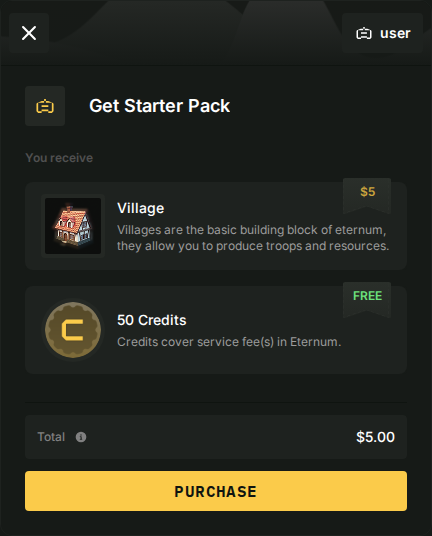 user
Get Starter Pack
You receive
$5
Village
Villages are the basic building block of eternum,
they allow you to produce troops and resources.
FREE
50 Credits
Credits cover service fee(s) in Eternum.
Total
$5.00
PURCHASE